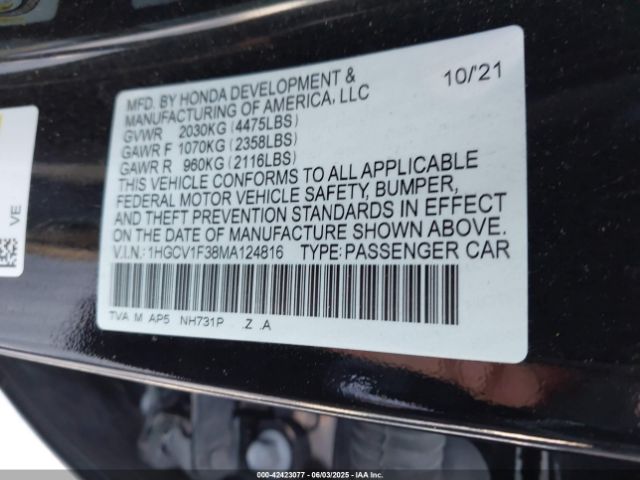 MFD. BY HONDA DEVELOPMENT & 10/'21
MANUFACTURING OF AMERICA, LLC
GVWR 2030KG (4475LBS)
GAWR F 1070KG (2358LBS)
GAWR R 960KG (2116LBS)
THIS VEHICLE CONFORMS TO ALL APPLICABLE
FEDERAL MOTOR VEHICLE SAFETY, BUMPER,
AND THEFT PREVENTION STANDARDS IN EFFECT
ON THE DATE OF MANUFACTURE SHOWN ABOVE.
V.I.N.: 1HGCV1F38MA124816 TYPE: PASSENGER CAR
TVA M AP5 NH731P .Z .A
VE
000-42423077 - 06/03/2025 - IAA Inc.